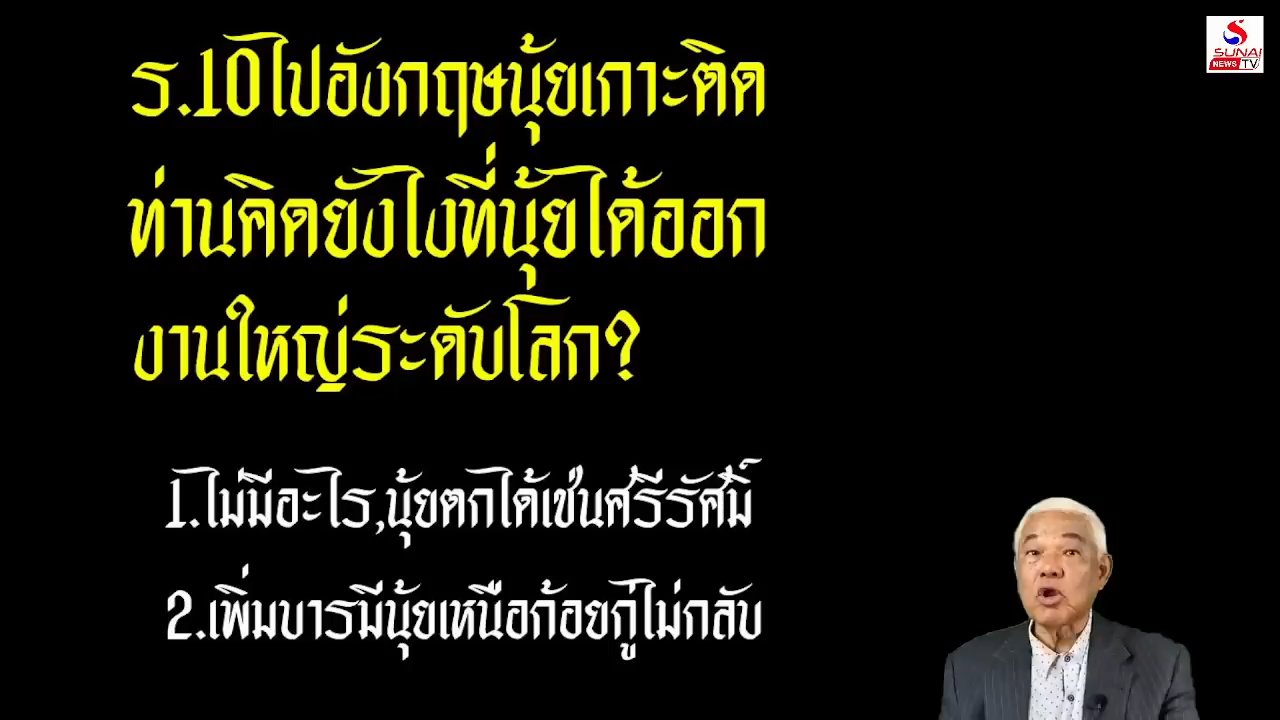 ร.10ไปอังกฤษนุ้ยเกาะติด
ท่านคิดยังไงที่นุ้ยได้ออก
งานใหญ่ระดับโลก?
1.ไม่มีอะไร,นุ้ยตกได้เช่นศรีรัศมิ์
2.เพิ่มบารมีนุ้ยเหนือก้อยกู่ไม่กลับ
SUNAI
NEWS TV